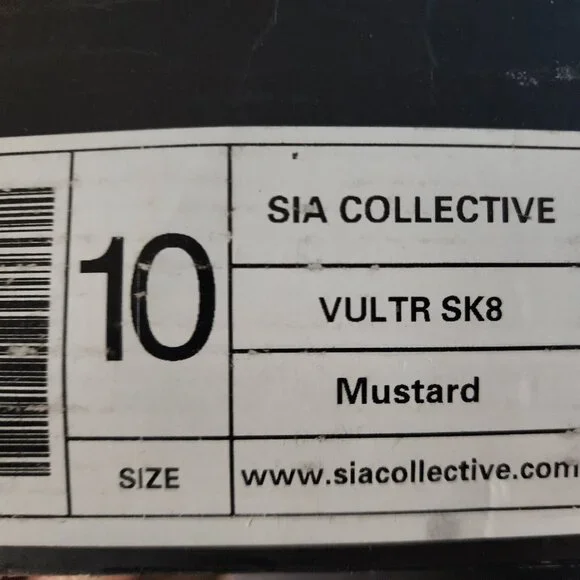 10
SIZE
SIA COLLECTIVE
VULTR SK8
Mustard
www.siacollective.com